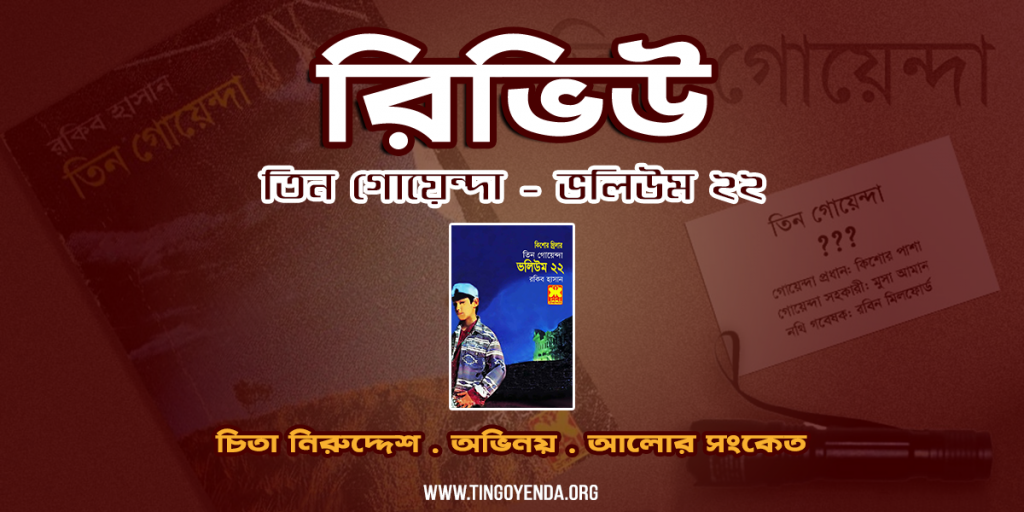 রিভিউ
তিন গোয়েন্দা - ভলিউম ২২
রকিব হাসান
তিন গোয়েন্দা
গোয়েন্দা
কিশোর থ্রিলার
তিন গোয়েন্দা
ভলিউম ২২
রকিব হাসান
তিন গোয়েন্দা
???
গোয়েন্দা প্রধান: কিশোর পাশা
গোয়েন্দা সহকারী: মুসা আমান
নথি গবেষক: রবিন মিলফোর্ড
চিতা নিরুদ্দেশ . অভিনয় . আলোর সংকেত
WWW.TINGOYENDA.ORG